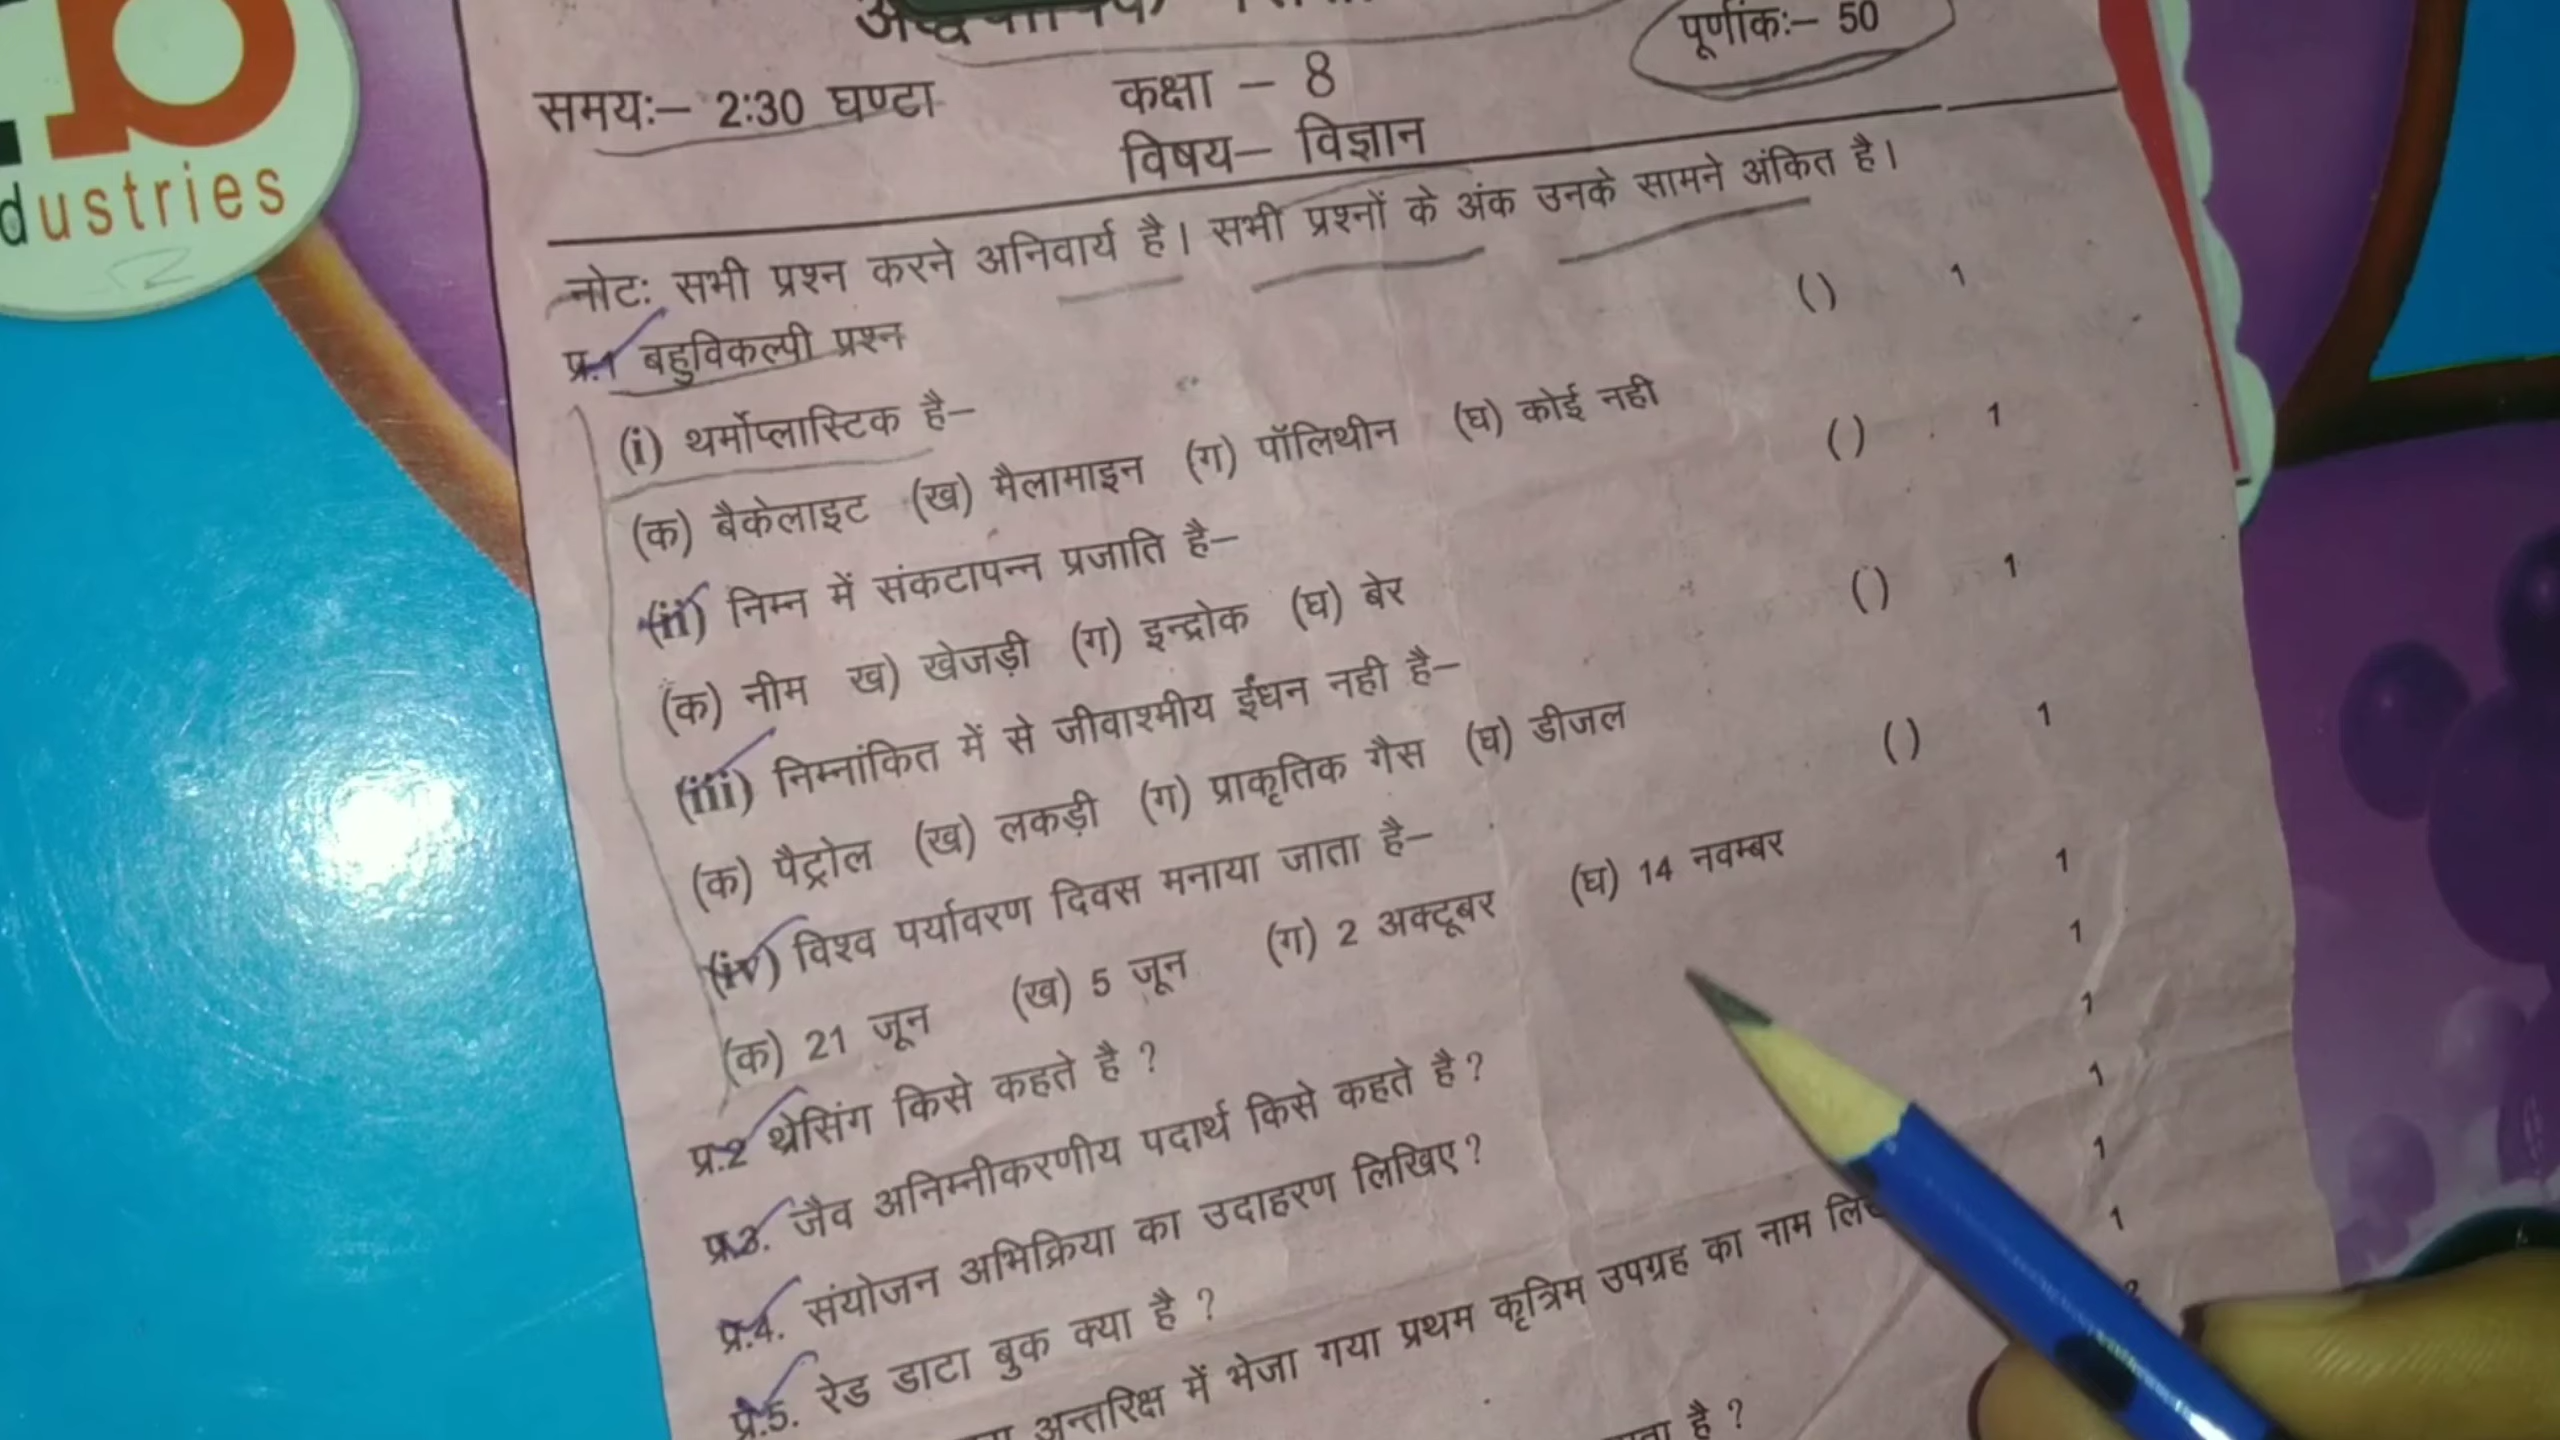 b
dustries
पूर्णांकः– 50
समयः– 2:30 घण्टा कक्षा – 8
विषय– विज्ञान
नोटः सभी प्रश्न करने अनिवार्य है। सभी प्रश्नों के अंक उनके सामने अंकित है।
प्र.1 बहुविकल्पी प्रश्न
(i) थर्मोप्लास्टिक है– () 1
(क) बैकेलाइट (ख) मैलामाइन (ग) पॉलिथीन (घ) कोई नही
(ii) निम्न में संकटापन्न प्रजाति है– () 1
(क) नीम ख) खेजड़ी (ग) इन्द्रोक (घ) बेर
(iii) निम्नांकित में से जीवाश्मीय ईंधन नही है– () 1
(क) पैट्रोल (ख) लकड़ी (ग) प्राकृतिक गैस (घ) डीजल
(iv) विश्व पर्यावरण दिवस मनाया जाता है– () 1
(क) 21 जून (ख) 5 जून (ग) 2 अक्टूबर (घ) 14 नवम्बर
प्र.2 थ्रेसिंग किसे कहते है ? 1
प्र.3. जैव अनिम्नीकरणीय पदार्थ किसे कहते है ? 1
प्र.4. संयोजन अभिक्रिया का उदाहरण लिखिए ? 1
प्र.5. रेड डाटा बुक क्या है ? 1
अन्तरिक्ष में भेजा गया प्रथम कृत्रिम उपग्रह का नाम 1
है ? 1